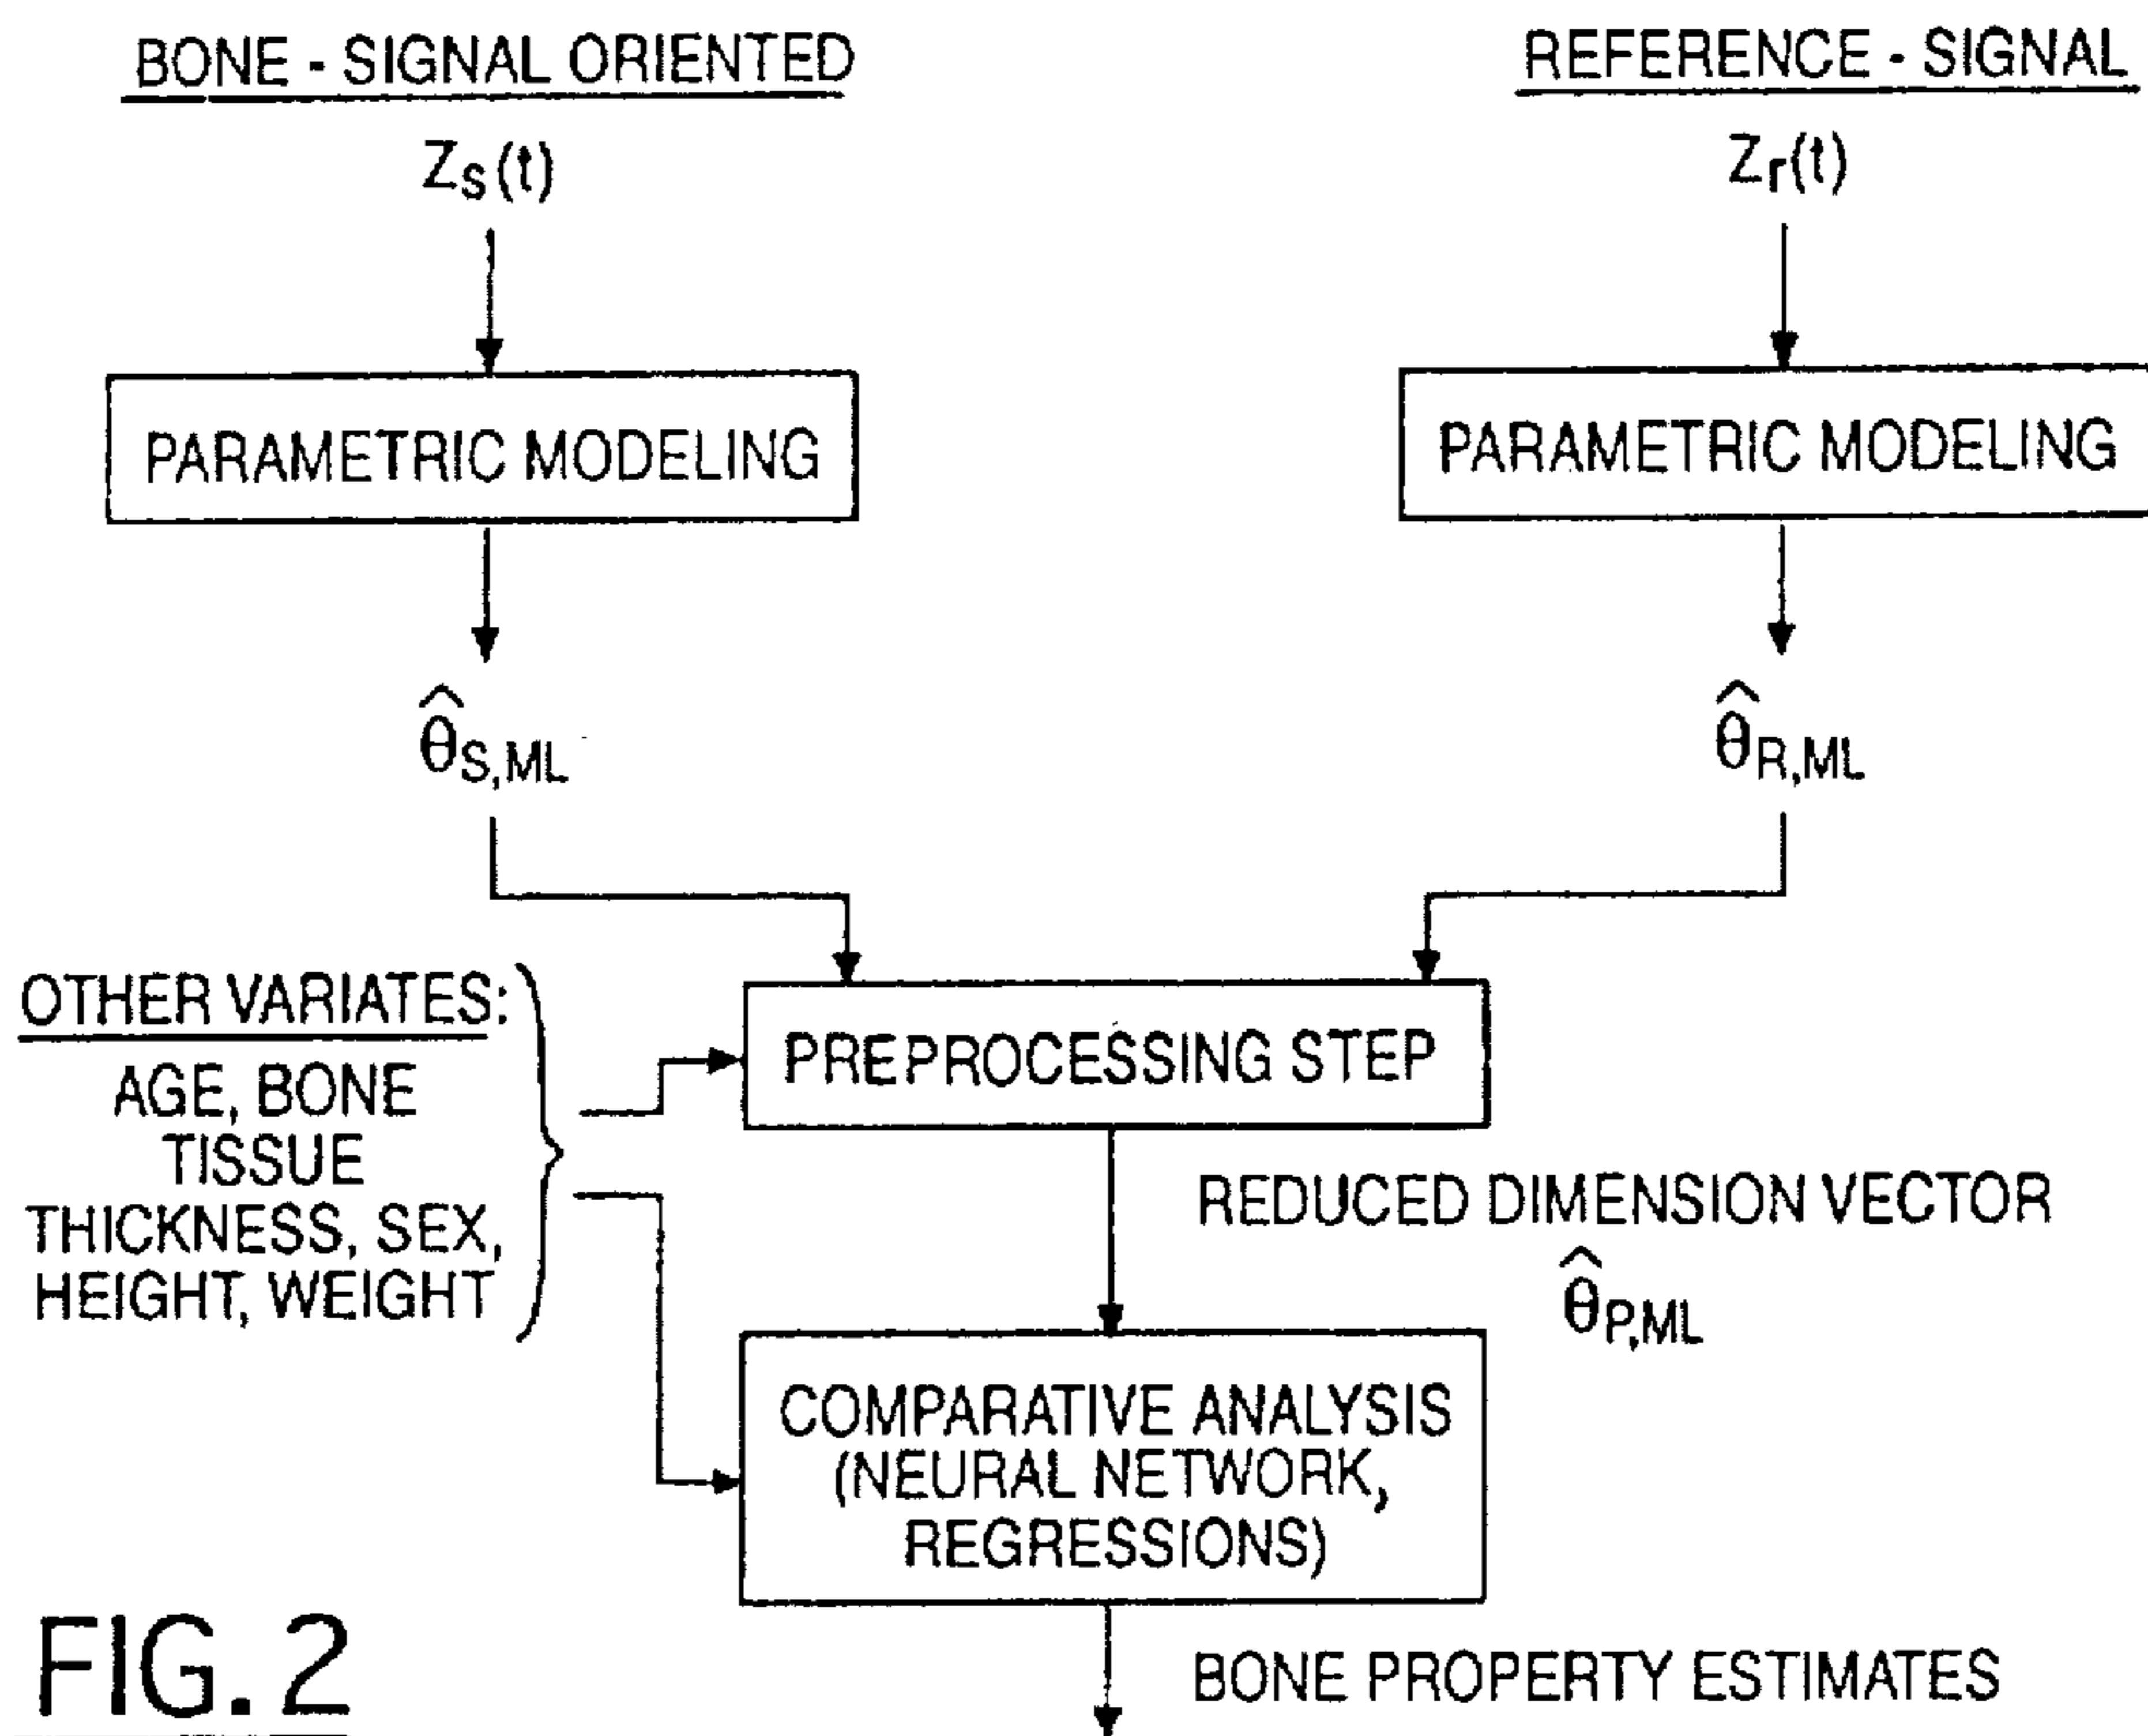 BONE - SIGNAL ORIENTED
REFERENCE - SIGNAL
Zs(t)
Zr(t)
PARAMETRIC MODELING
PARAMETRIC MODELING
θ̂S,ML
θ̂R,ML
OTHER VARIATES:
AGE, BONE
TISSUE
THICKNESS, SEX,
HEIGHT, WEIGHT
PREPROCESSING STEP
REDUCED DIMENSION VECTOR
θ̂P,ML
COMPARATIVE ANALYSIS
(NEURAL NETWORK,
REGRESSIONS)
BONE PROPERTY ESTIMATES
FIG. 2